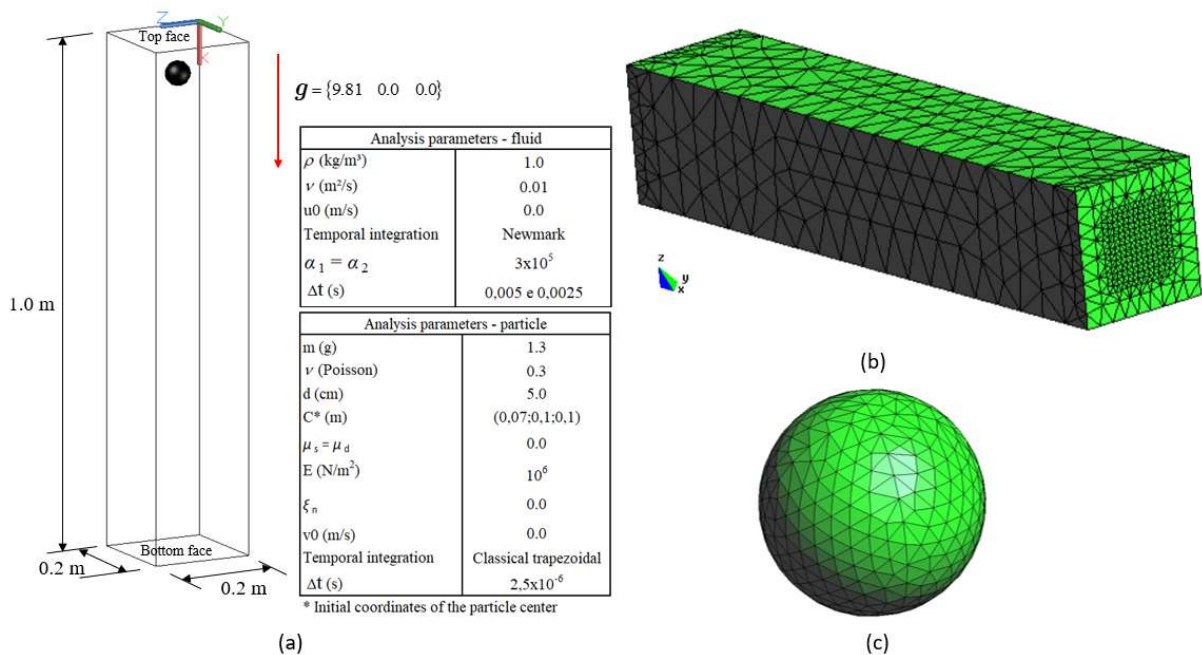 Z
Y
X
Top face
g = {9.81 0.0 0.0}
1.0 m
Bottom face
0.2 m
0.2 m
Analysis parameters - fluid
ρ (kg/m³) 1.0
ν (m²/s) 0.01
u0 (m/s) 0.0
Temporal integration Newmark
α₁ = α₂ 3x10⁵
Δt (s) 0,005 e 0,0025
Analysis parameters - particle
m (g) 1.3
ν (Poisson) 0.3
d (cm) 5.0
C* (m) (0,07;0,1;0,1)
μ s = μ d 0.0
E (N/m²) 10⁶
ξ n 0.0
v0 (m/s) 0.0
Temporal integration Classical trapezoidal
Δt (s) 2,5x10⁻⁶
* Initial coordinates of the particle center
(a)
z
y
x
(b)
(c)